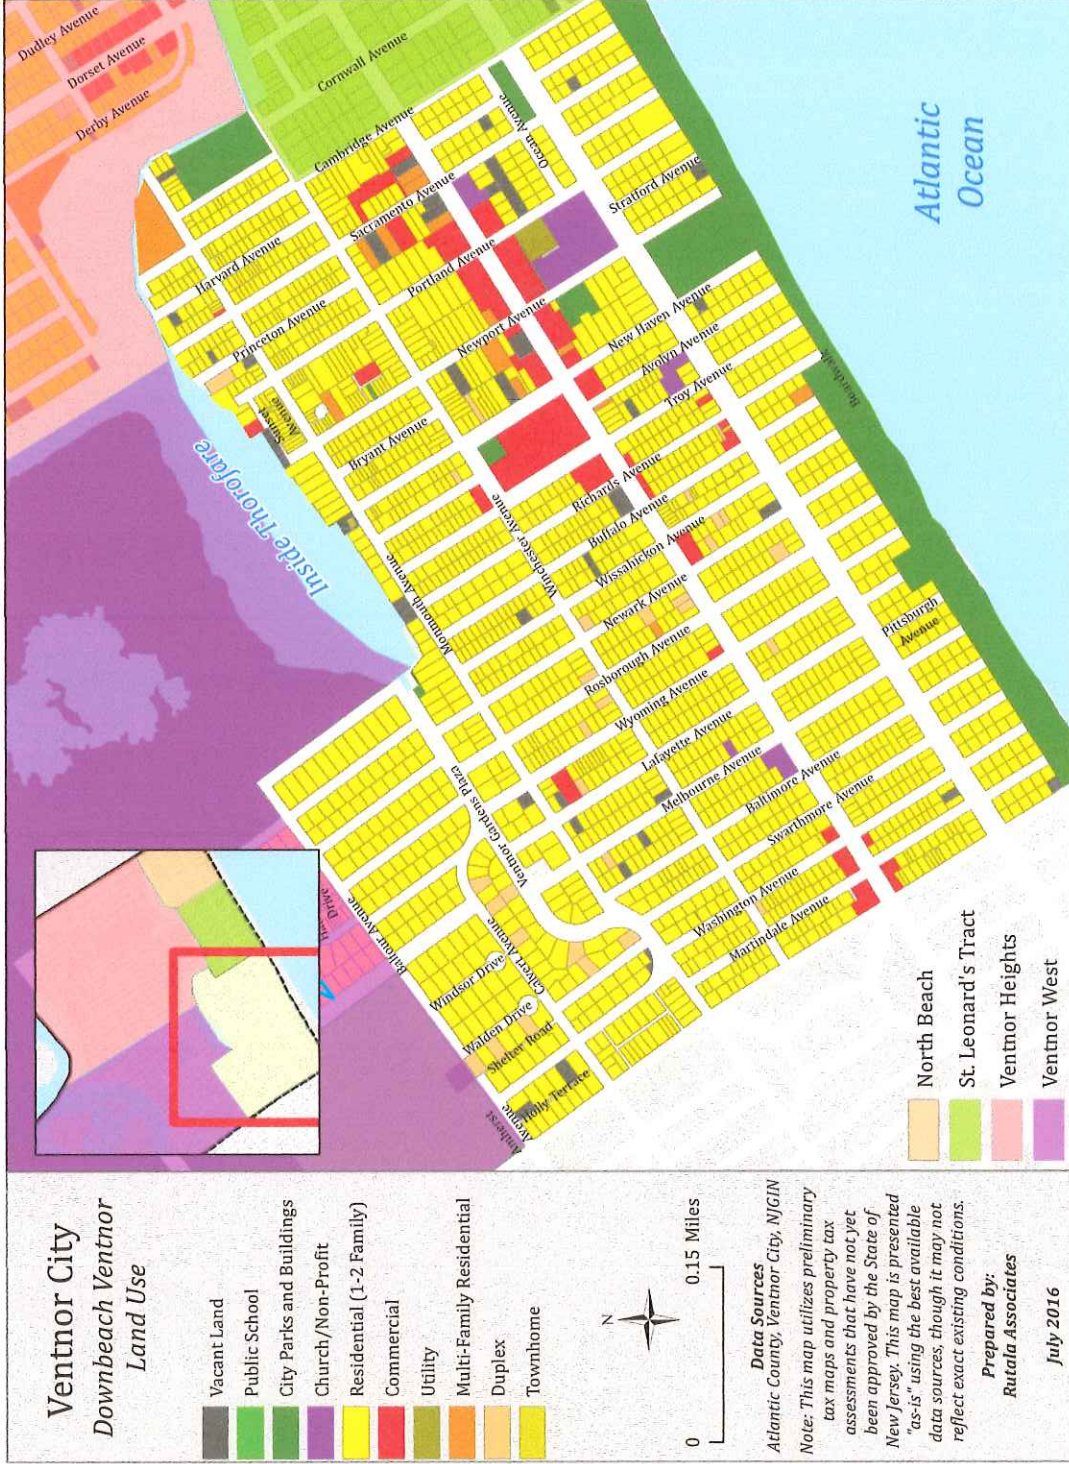 Ventnor City
Downbeach Ventnor
Land Use
Vacant Land
Public School
City Parks and Buildings
Church/Non-Profit
Residential (1-2 Family)
Commercial
Utility
Multi-Family Residential
Duplex
Townhome
N
0
0.15 Miles
Data Sources
Atlantic County, Ventnor City, NJGIN
Note: This map utilizes preliminary
tax maps and property tax
assessments that have not yet
been approved by the State of
New Jersey. This map is presented
"as-is" using the best available
data sources, though it may not
reflect exact existing conditions.
Prepared by:
Rutala Associates
July 2016
North Beach
St. Leonard's Tract
Ventnor Heights
Ventnor West
Dudley Avenue
Dorset Avenue
Derby Avenue
Cornwall Avenue
Cambridge Avenue
Sacramento Avenue
Harvard Avenue
Portland Avenue
Princeton Avenue
Newport Avenue
Ocean Avenue
Stratford Avenue
New Haven Avenue
Avolyn Avenue
Troy Avenue
Boardwalk
Sunset
Avenue
Bryant Avenue
Inside Thorofare
Atlantic
Ocean
Richards Avenue
Buffalo Avenue
Winchester Avenue
Wissahickon Avenue
Newark Avenue
Monmouth Avenue
Rosborough Avenue
Wyoming Avenue
Pittsburgh
Avenue
Lafayette Avenue
Melbourne Avenue
Baltimore Avenue
Swarthmore Avenue
Ventnor Gardens Plaza
Washington Avenue
Martindale Avenue
Drive
Balfour Avenue
Windsor Drive
Calvert Avenue
Walden Drive
Shelter Road
Holly Terrace
Amherst
Avenue